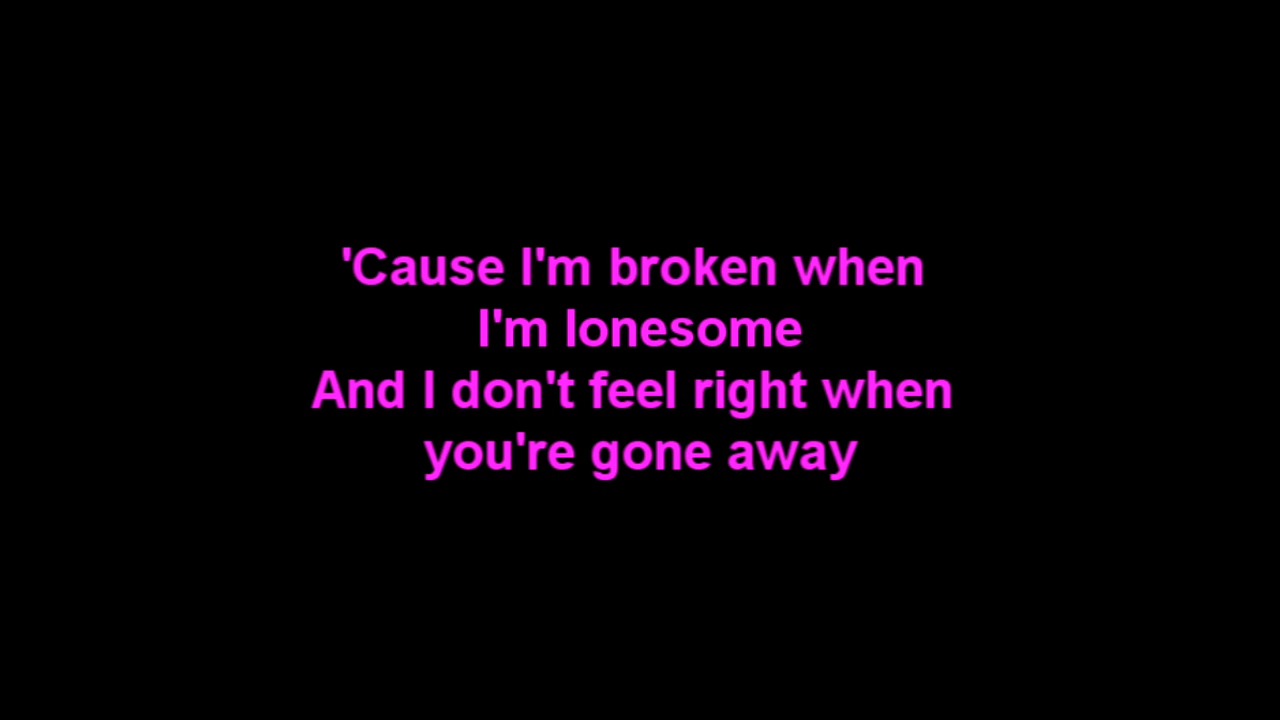 'Cause I'm broken when
I'm lonesome
And I don't feel right when
you're gone away